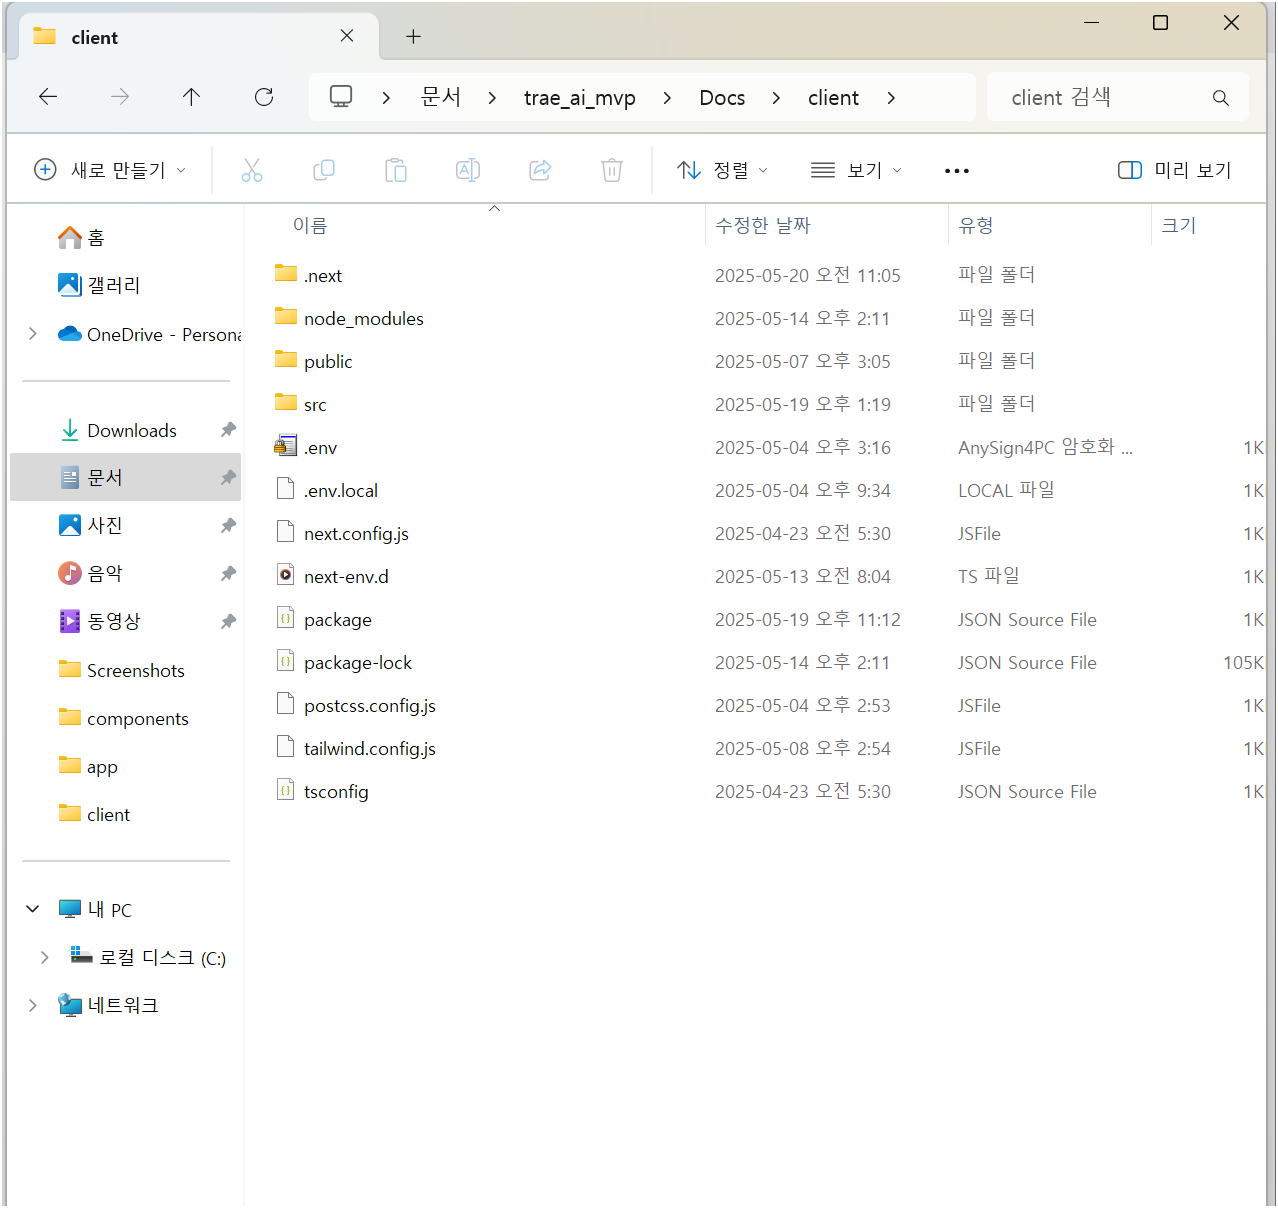 client
문서 trae_ai_mvp Docs client
client 검색
새로 만들기
정렬
보기
미리 보기
홈
갤러리
OneDrive - Persona
Downloads
문서
사진
음악
동영상
Screenshots
components
app
client
내 PC
로컬 디스크 (C:)
네트워크
이름 수정한 날짜 유형 크기
.next 2025-05-20 오전 11:05 파일 폴더
node_modules 2025-05-14 오후 2:11 파일 폴더
public 2025-05-07 오후 3:05 파일 폴더
src 2025-05-19 오후 1:19 파일 폴더
.env 2025-05-04 오후 3:16 AnySign4PC 암호화 ... 1K
.env.local 2025-05-04 오후 9:34 LOCAL 파일 1K
next.config.js 2025-04-23 오전 5:30 JSFile 1K
next-env.d 2025-05-13 오전 8:04 TS 파일 1K
package 2025-05-19 오후 11:12 JSON Source File 1K
package-lock 2025-05-14 오후 2:11 JSON Source File 105K
postcss.config.js 2025-05-04 오후 2:53 JSFile 1K
tailwind.config.js 2025-05-08 오후 2:54 JSFile 1K
tsconfig 2025-04-23 오전 5:30 JSON Source File 1K